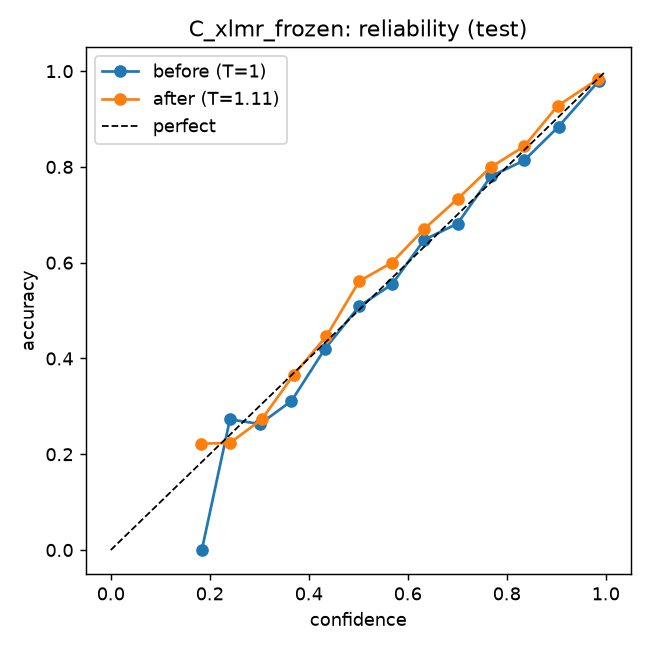 C_xlmr_frozen: reliability (test)
before (T=1)
after (T=1.11)
perfect
1.0
0.8
0.6
0.4
0.2
0.0
accuracy
0.0 0.2 0.4 0.6 0.8 1.0
confidence